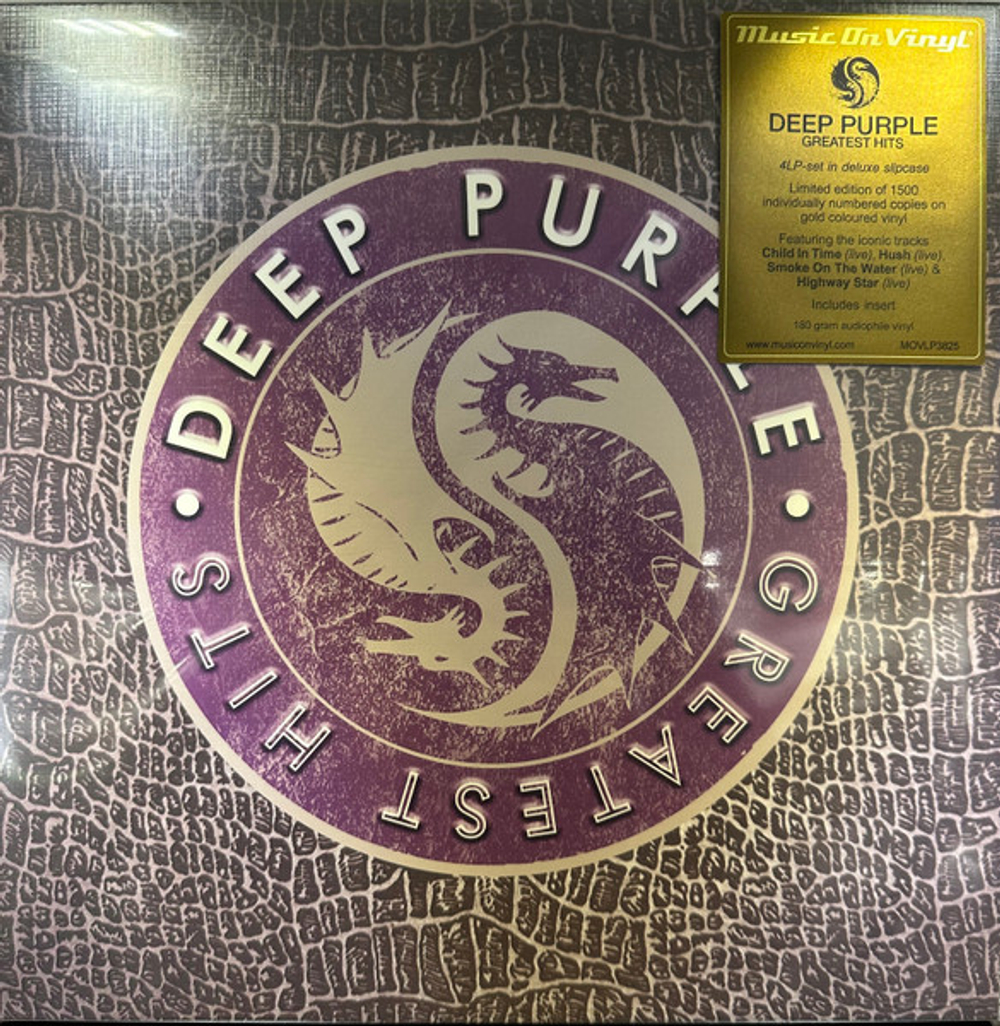 Music On Vinyl
DEEP PURPLE
GREATEST HITS
4LP-set in deluxe slipcase
Limited edition of 1500
individually numbered copies on
gold coloured vinyl
Featuring the iconic tracks
Child In Time (live), Hush (live),
Smoke On The Water (live) &
Highway Star (live)
Includes insert
180 gram audiophile vinyl
www.musiconvinyl.com MOVLP3825
DEEP PURPLE • GREATEST HITS •